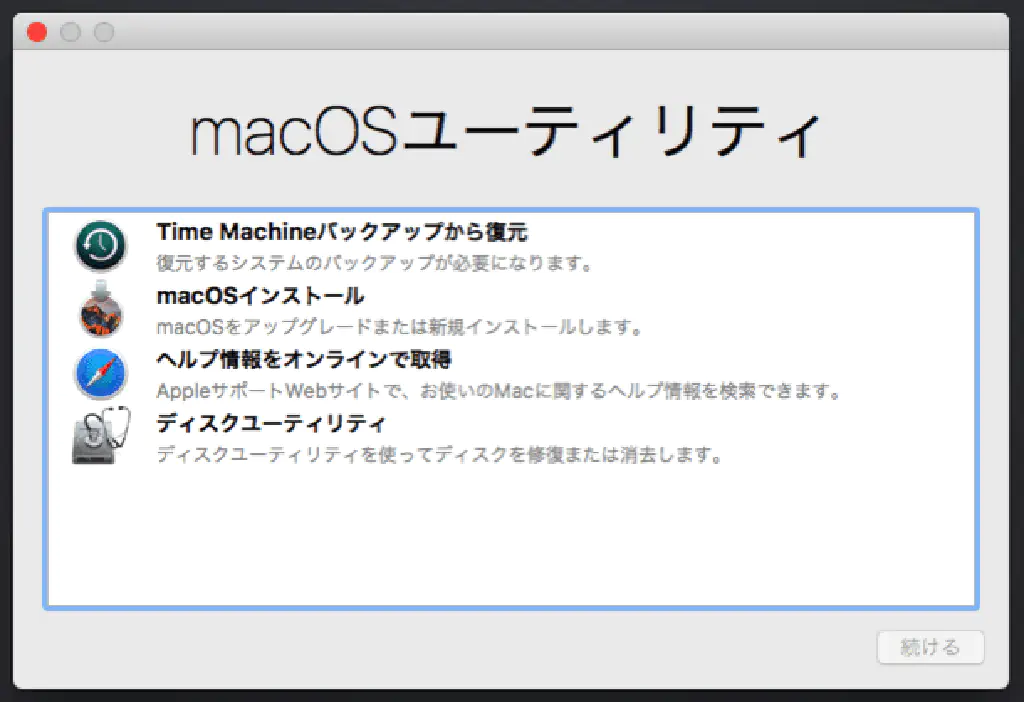 macOSユーティリティ
Time Machineバックアップから復元
復元するシステムのバックアップが必要になります。
macOSインストール
macOSをアップグレードまたは新規インストールします。
ヘルプ情報をオンラインで取得
AppleサポートWebサイトで、お使いのMacに関するヘルプ情報を検索できます。
ディスクユーティリティ
ディスクユーティリティを使ってディスクを修復または消去します。
続ける